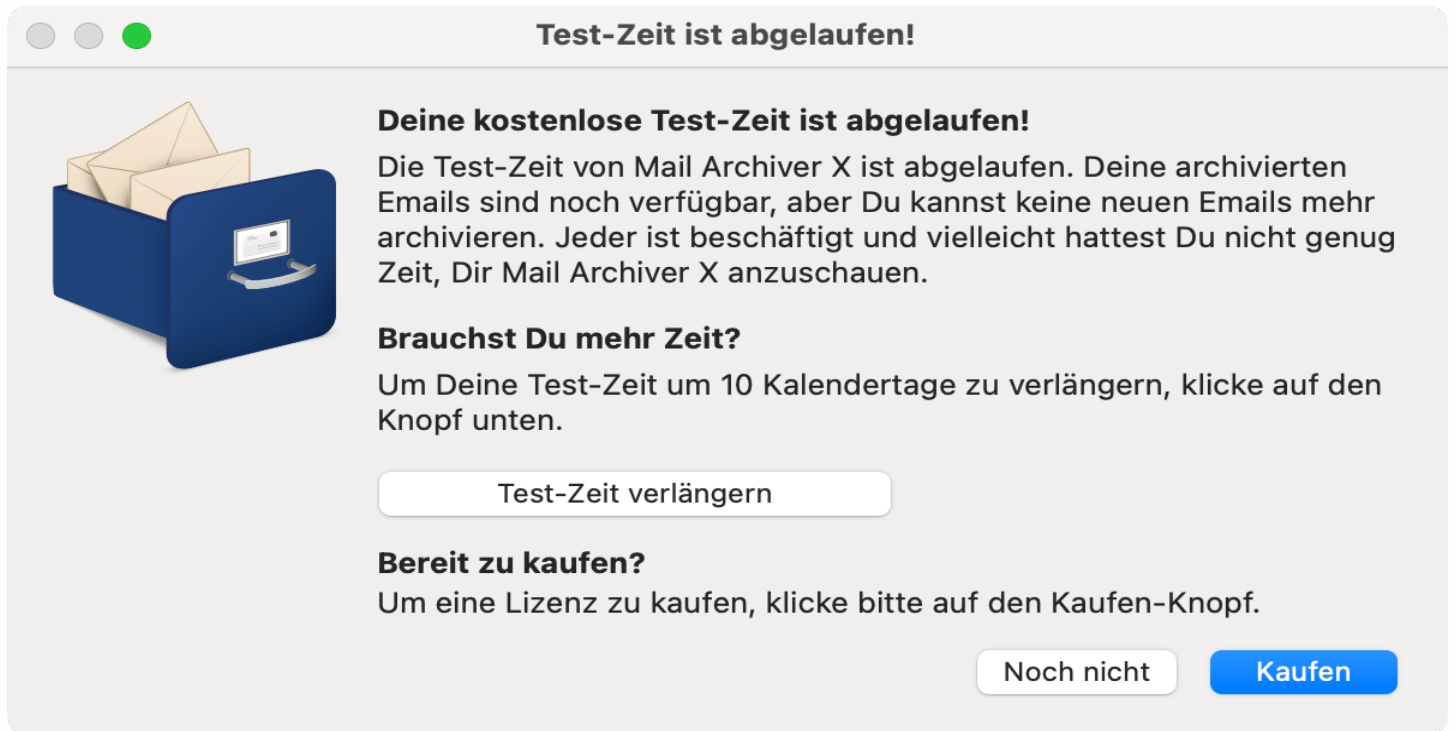 Test-Zeit ist abgelaufen!
Deine kostenlose Test-Zeit ist abgelaufen!
Die Test-Zeit von Mail Archiver X ist abgelaufen. Deine archivierten
Emails sind noch verfügbar, aber Du kannst keine neuen Emails mehr
archivieren. Jeder ist beschäftigt und vielleicht hattest Du nicht genug
Zeit, Dir Mail Archiver X anzuschauen.
Brauchst Du mehr Zeit?
Um Deine Test-Zeit um 10 Kalendertage zu verlängern, klicke auf den
Knopf unten.
Test-Zeit verlängern
Bereit zu kaufen?
Um eine Lizenz zu kaufen, klicke bitte auf den Kaufen-Knopf.
Noch nicht
Kaufen